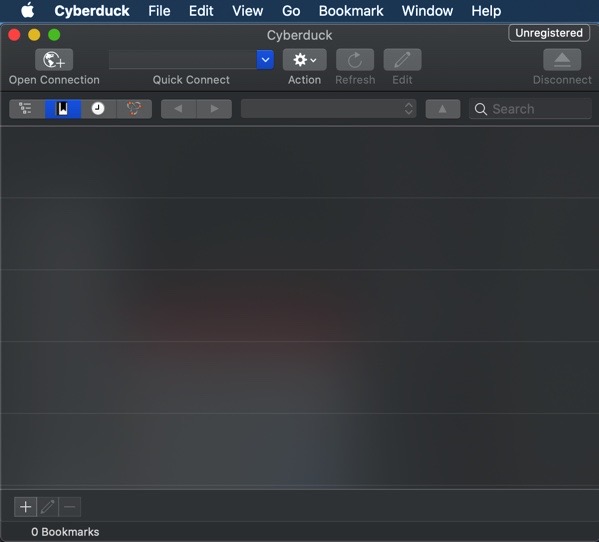 Cyberduck File Edit View Go Bookmark Window Help
Cyberduck
Unregistered
Open Connection Quick Connect Action Refresh Edit Disconnect
Search
0 Bookmarks